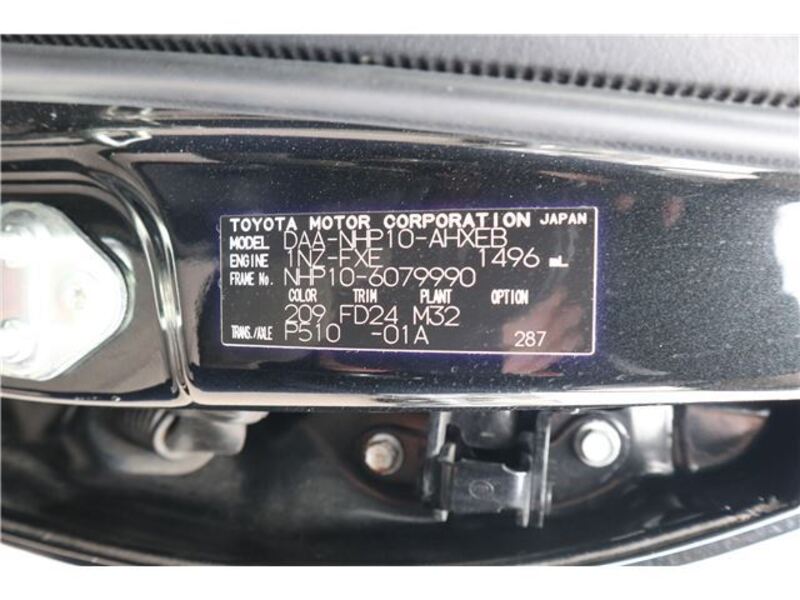 TOYOTA MOTOR CORPORATION JAPAN
MODEL DAA-NHP10-AHXEB
ENGINE 1NZ-FXE 1496 mL
FRAME No. NHP10-6079990
COLOR TRIM PLANT OPTION
209 FD24 M32
TRANS./AXLE P510 -01A 287